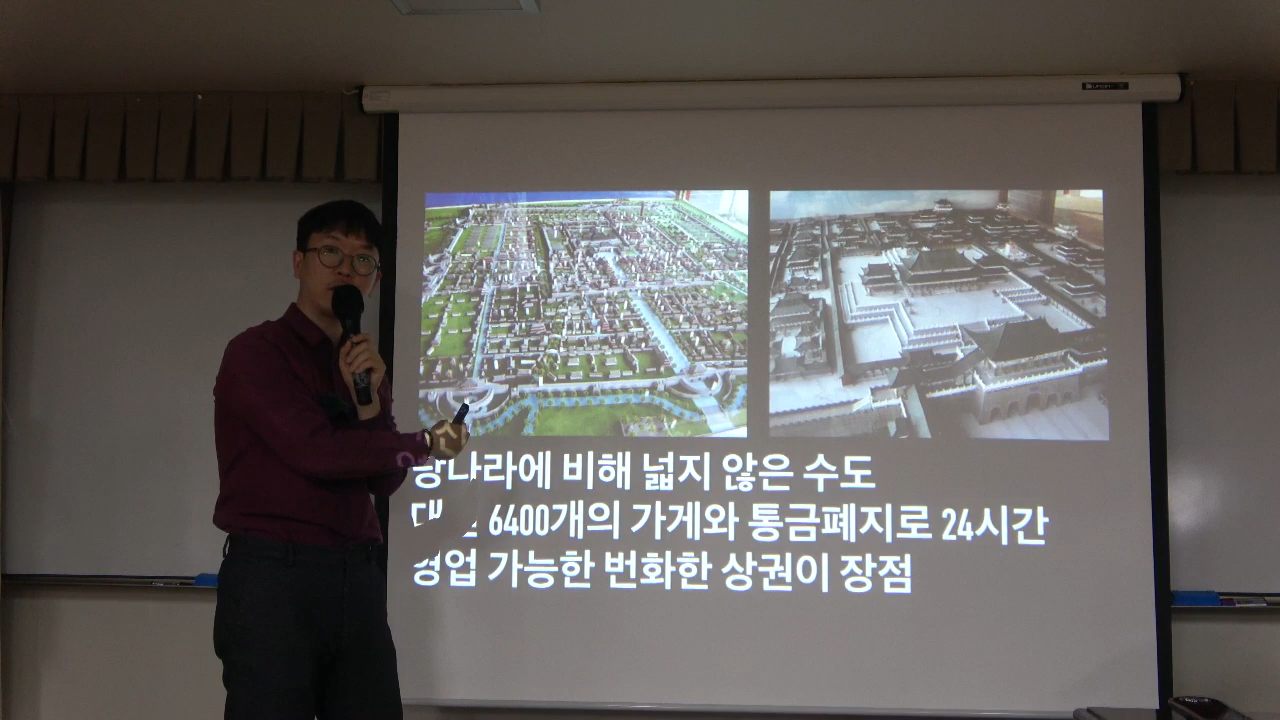 당나라에 비해 넓지 않은 수도
6400개의 가게와 통금폐지로 24시간
영업 가능한 번화한 상권이 장점